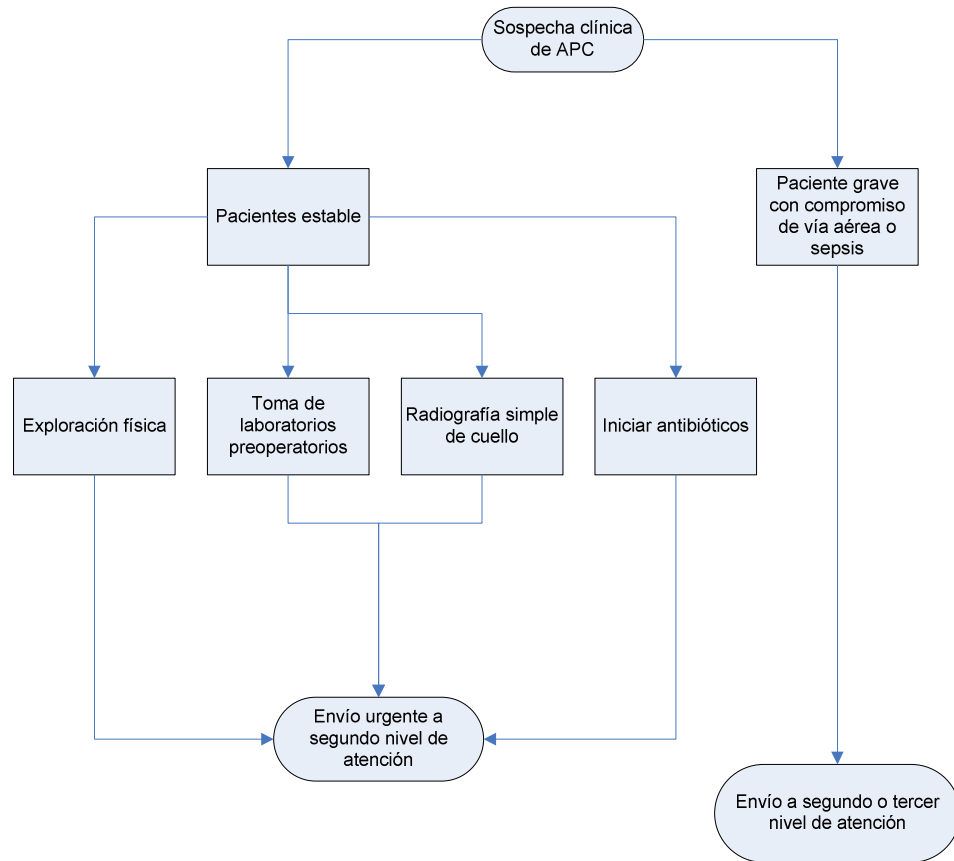 Sospecha clínica
de APC
Pacientes estable
Paciente grave
con compromiso
de vía aérea o
sepsis
Exploración física
Toma de
laboratorios
preoperatorios
Radiografía simple
de cuello
Iniciar antibióticos
Envío urgente a
segundo nivel de
atención
Envío a segundo o tercer
nivel de atención